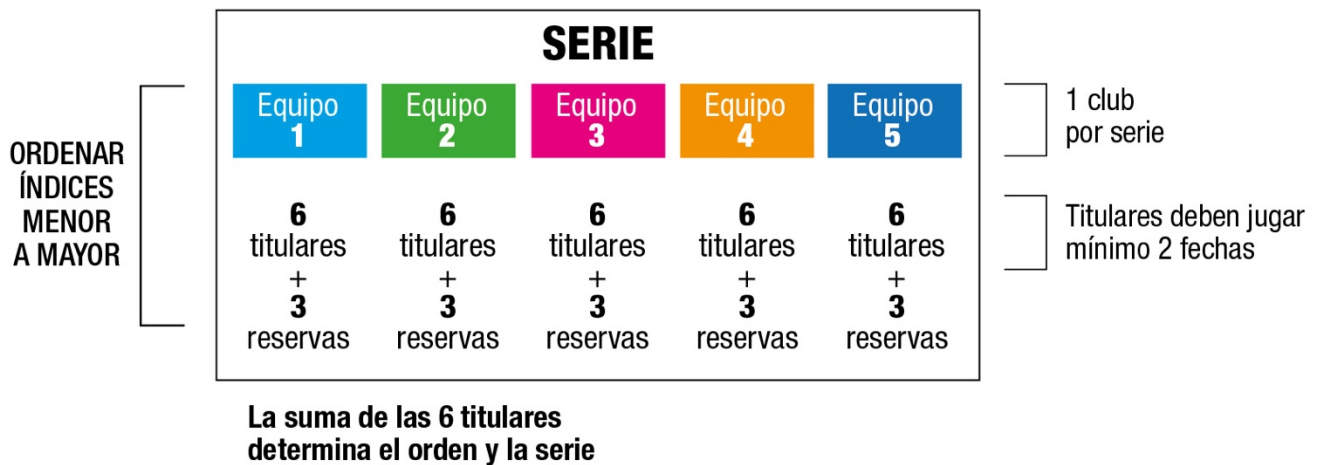 SERIE
Equipo
1
Equipo
2
Equipo
3
Equipo
4
Equipo
5
1 club
por serie
ORDENAR
ÍNDICES
MENOR
A MAYOR
6
titulares
+
3
reservas
6
titulares
+
3
reservas
6
titulares
+
3
reservas
6
titulares
+
3
reservas
6
titulares
+
3
reservas
Titulares deben jugar
mínimo 2 fechas
La suma de las 6 titulares
determina el orden y la serie